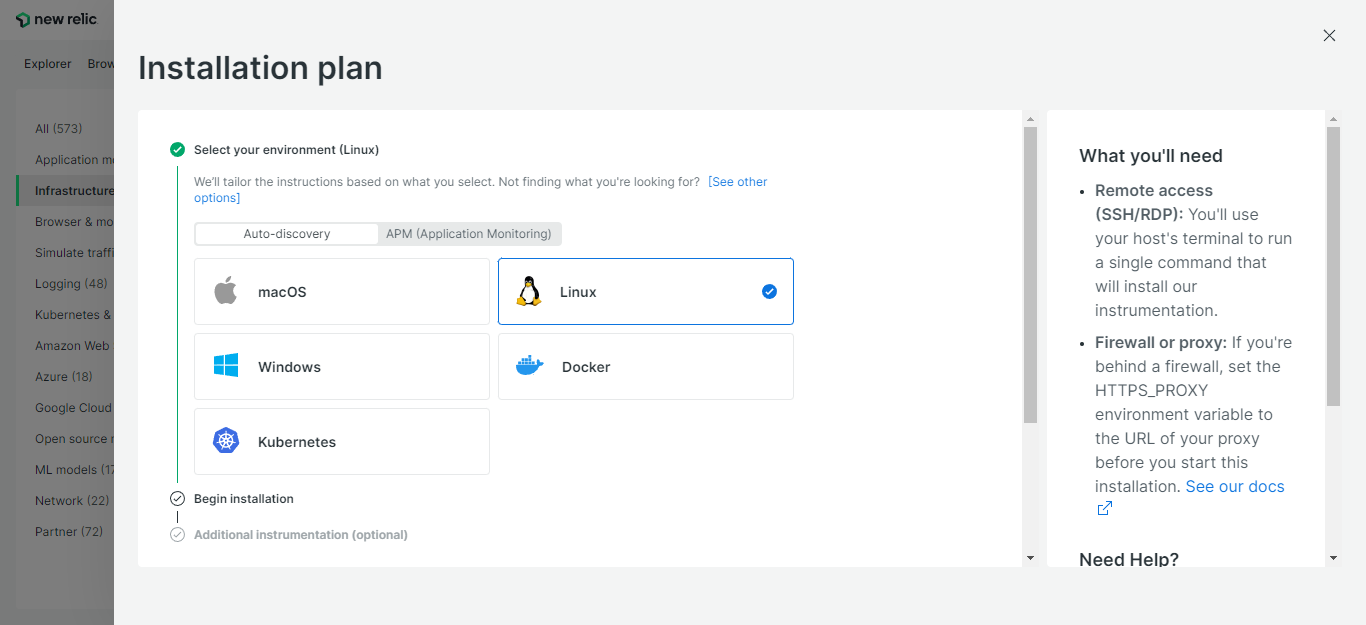 new relic
Explorer Brow
All (573)
Application mo
Infrastructure
Browser & mo
Simulate traffi
Logging (48)
Kubernetes &
Amazon Web
Azure (18)
Google Cloud
Open source r
ML models (17
Network (22)
Partner (72)
Installation plan
Select your environment (Linux)
We'll tailor the instructions based on what you select. Not finding what you're looking for? [See other
options]
Auto-discovery APM (Application Monitoring)
macOS Linux
Windows Docker
Kubernetes
Begin installation
Additional instrumentation (optional)
What you'll need
• Remote access
(SSH/RDP): You'll use
your host's terminal to run
a single command that
will install our
instrumentation.
• Firewall or proxy: If you're
behind a firewall, set the
HTTPS_PROXY
environment variable to
the URL of your proxy
before you start this
installation. See our docs
Need Help?